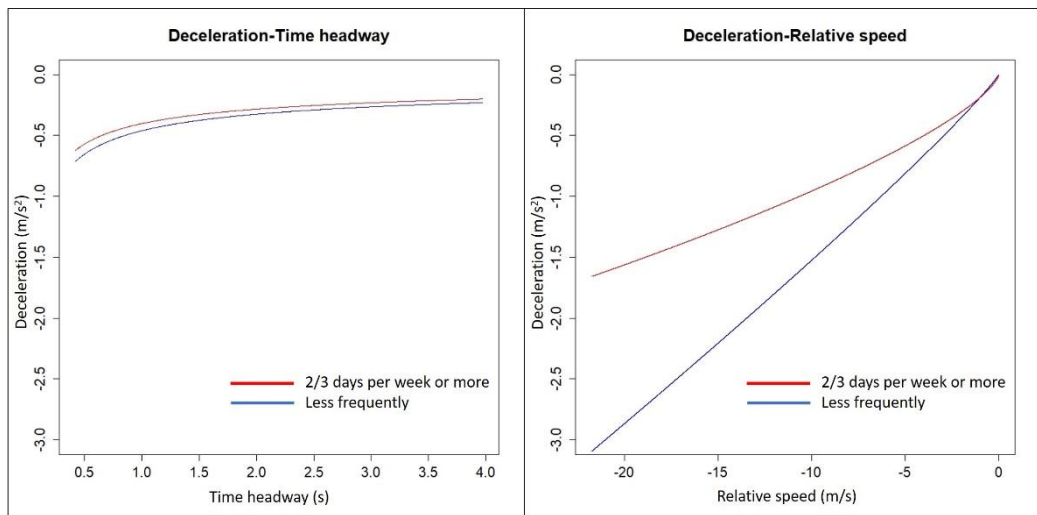 Deceleration-Time headway
Deceleration (m/s²)
0.0
-0.5
-1.0
-1.5
-2.0
-2.5
-3.0
2/3 days per week or more
Less frequently
0.5 1.0 1.5 2.0 2.5 3.0 3.5 4.0
Time headway (s)
Deceleration-Relative speed
Deceleration (m/s²)
0.0
-0.5
-1.0
-1.5
-2.0
-2.5
-3.0
2/3 days per week or more
Less frequently
-20 -15 -10 -5 0
Relative speed (m/s)